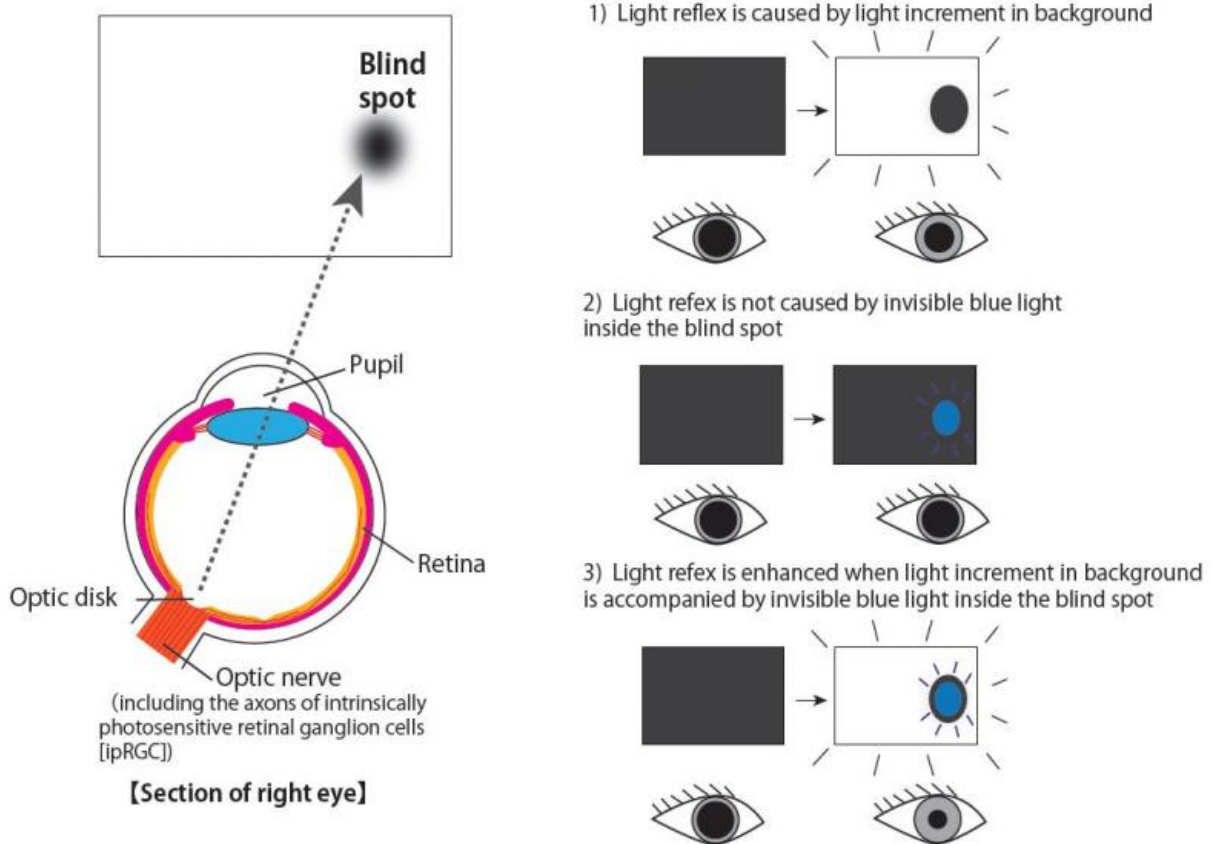 Blind
spot
Pupil
Retina
Optic disk
Optic nerve
(including the axons of intrinsically
photosensitive retinal ganglion cells
[ipRGC])
【Section of right eye】
1) Light reflex is caused by light increment in background
2) Light refex is not caused by invisible blue light
inside the blind spot
3) Light refex is enhanced when light increment in background
is accompanied by invisible blue light inside the blind spot